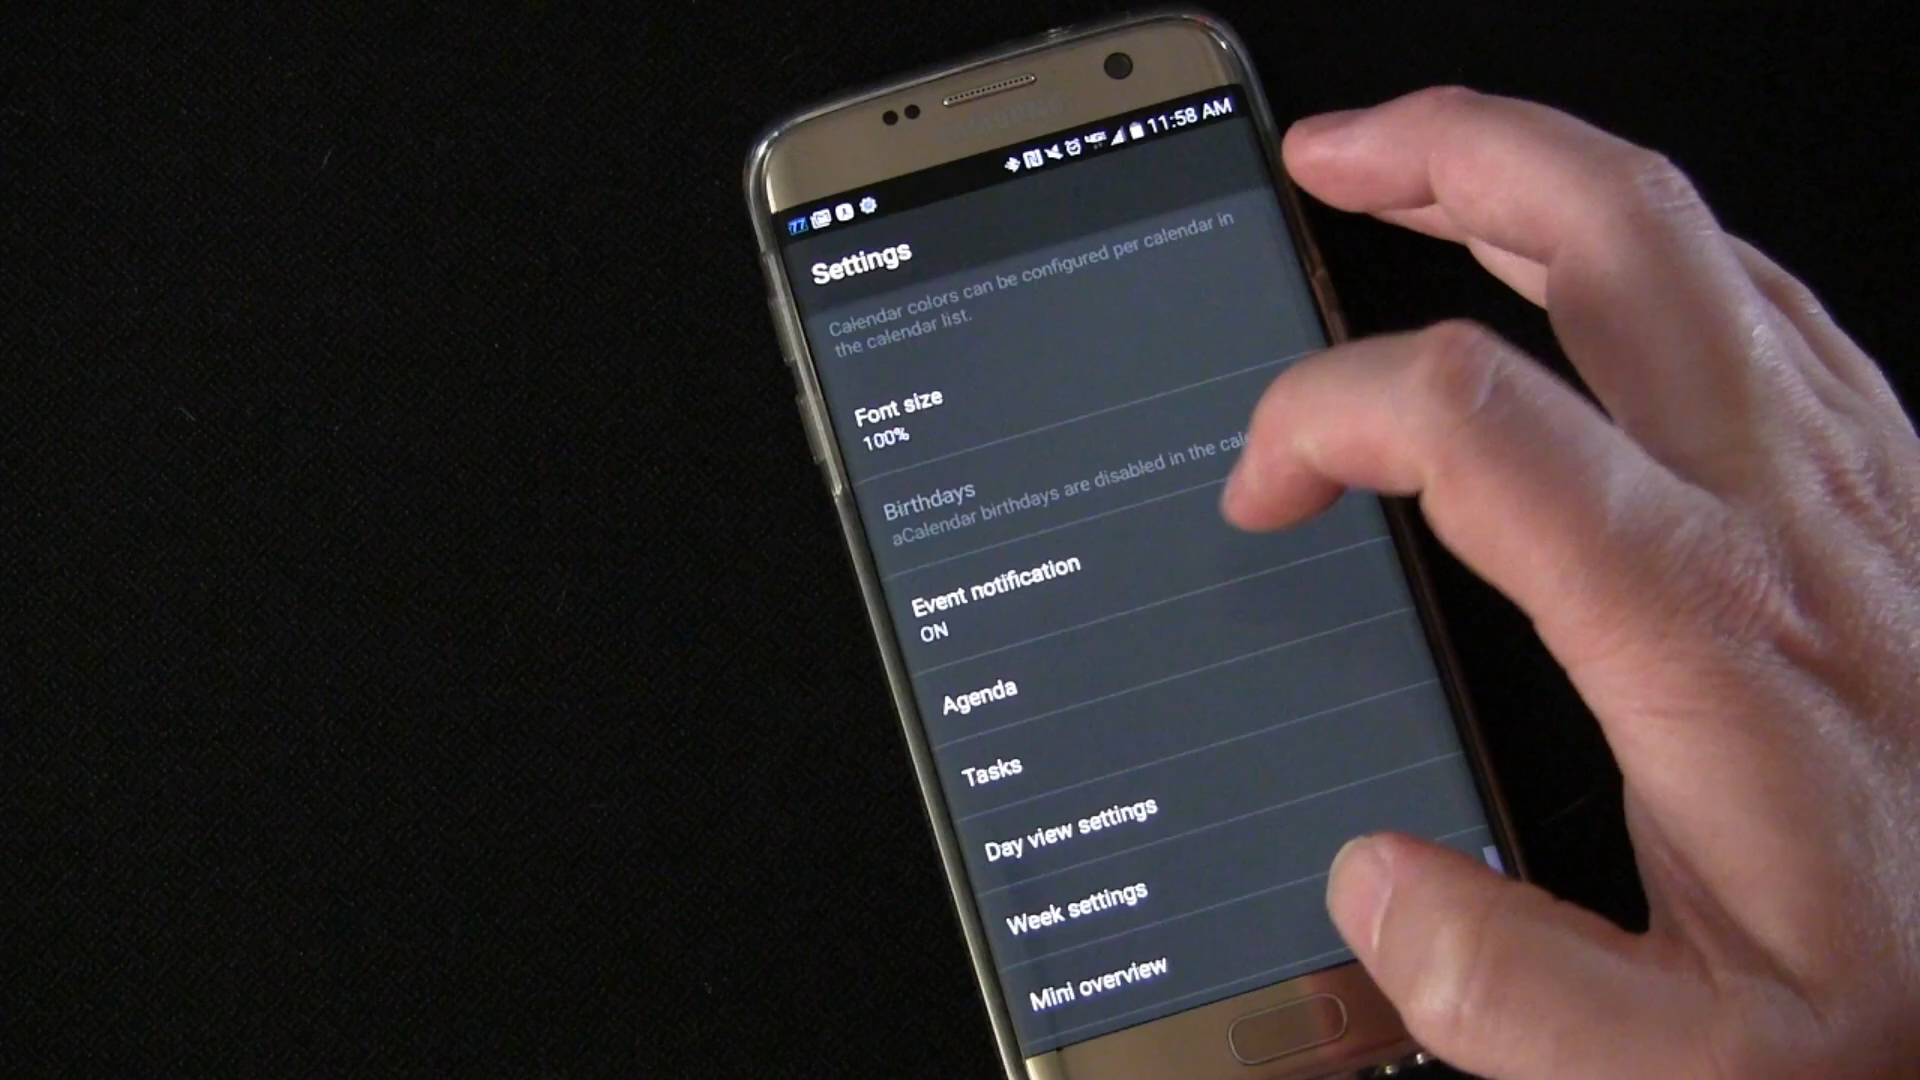 11:58 AM
77
Settings
Calendar colors can be configured per calendar in
the calendar list.
Font size
100%
Birthdays
aCalendar birthdays are disabled in the
Event notification
ON
Agenda
Tasks
Day view settings
Week settings
Mini overview